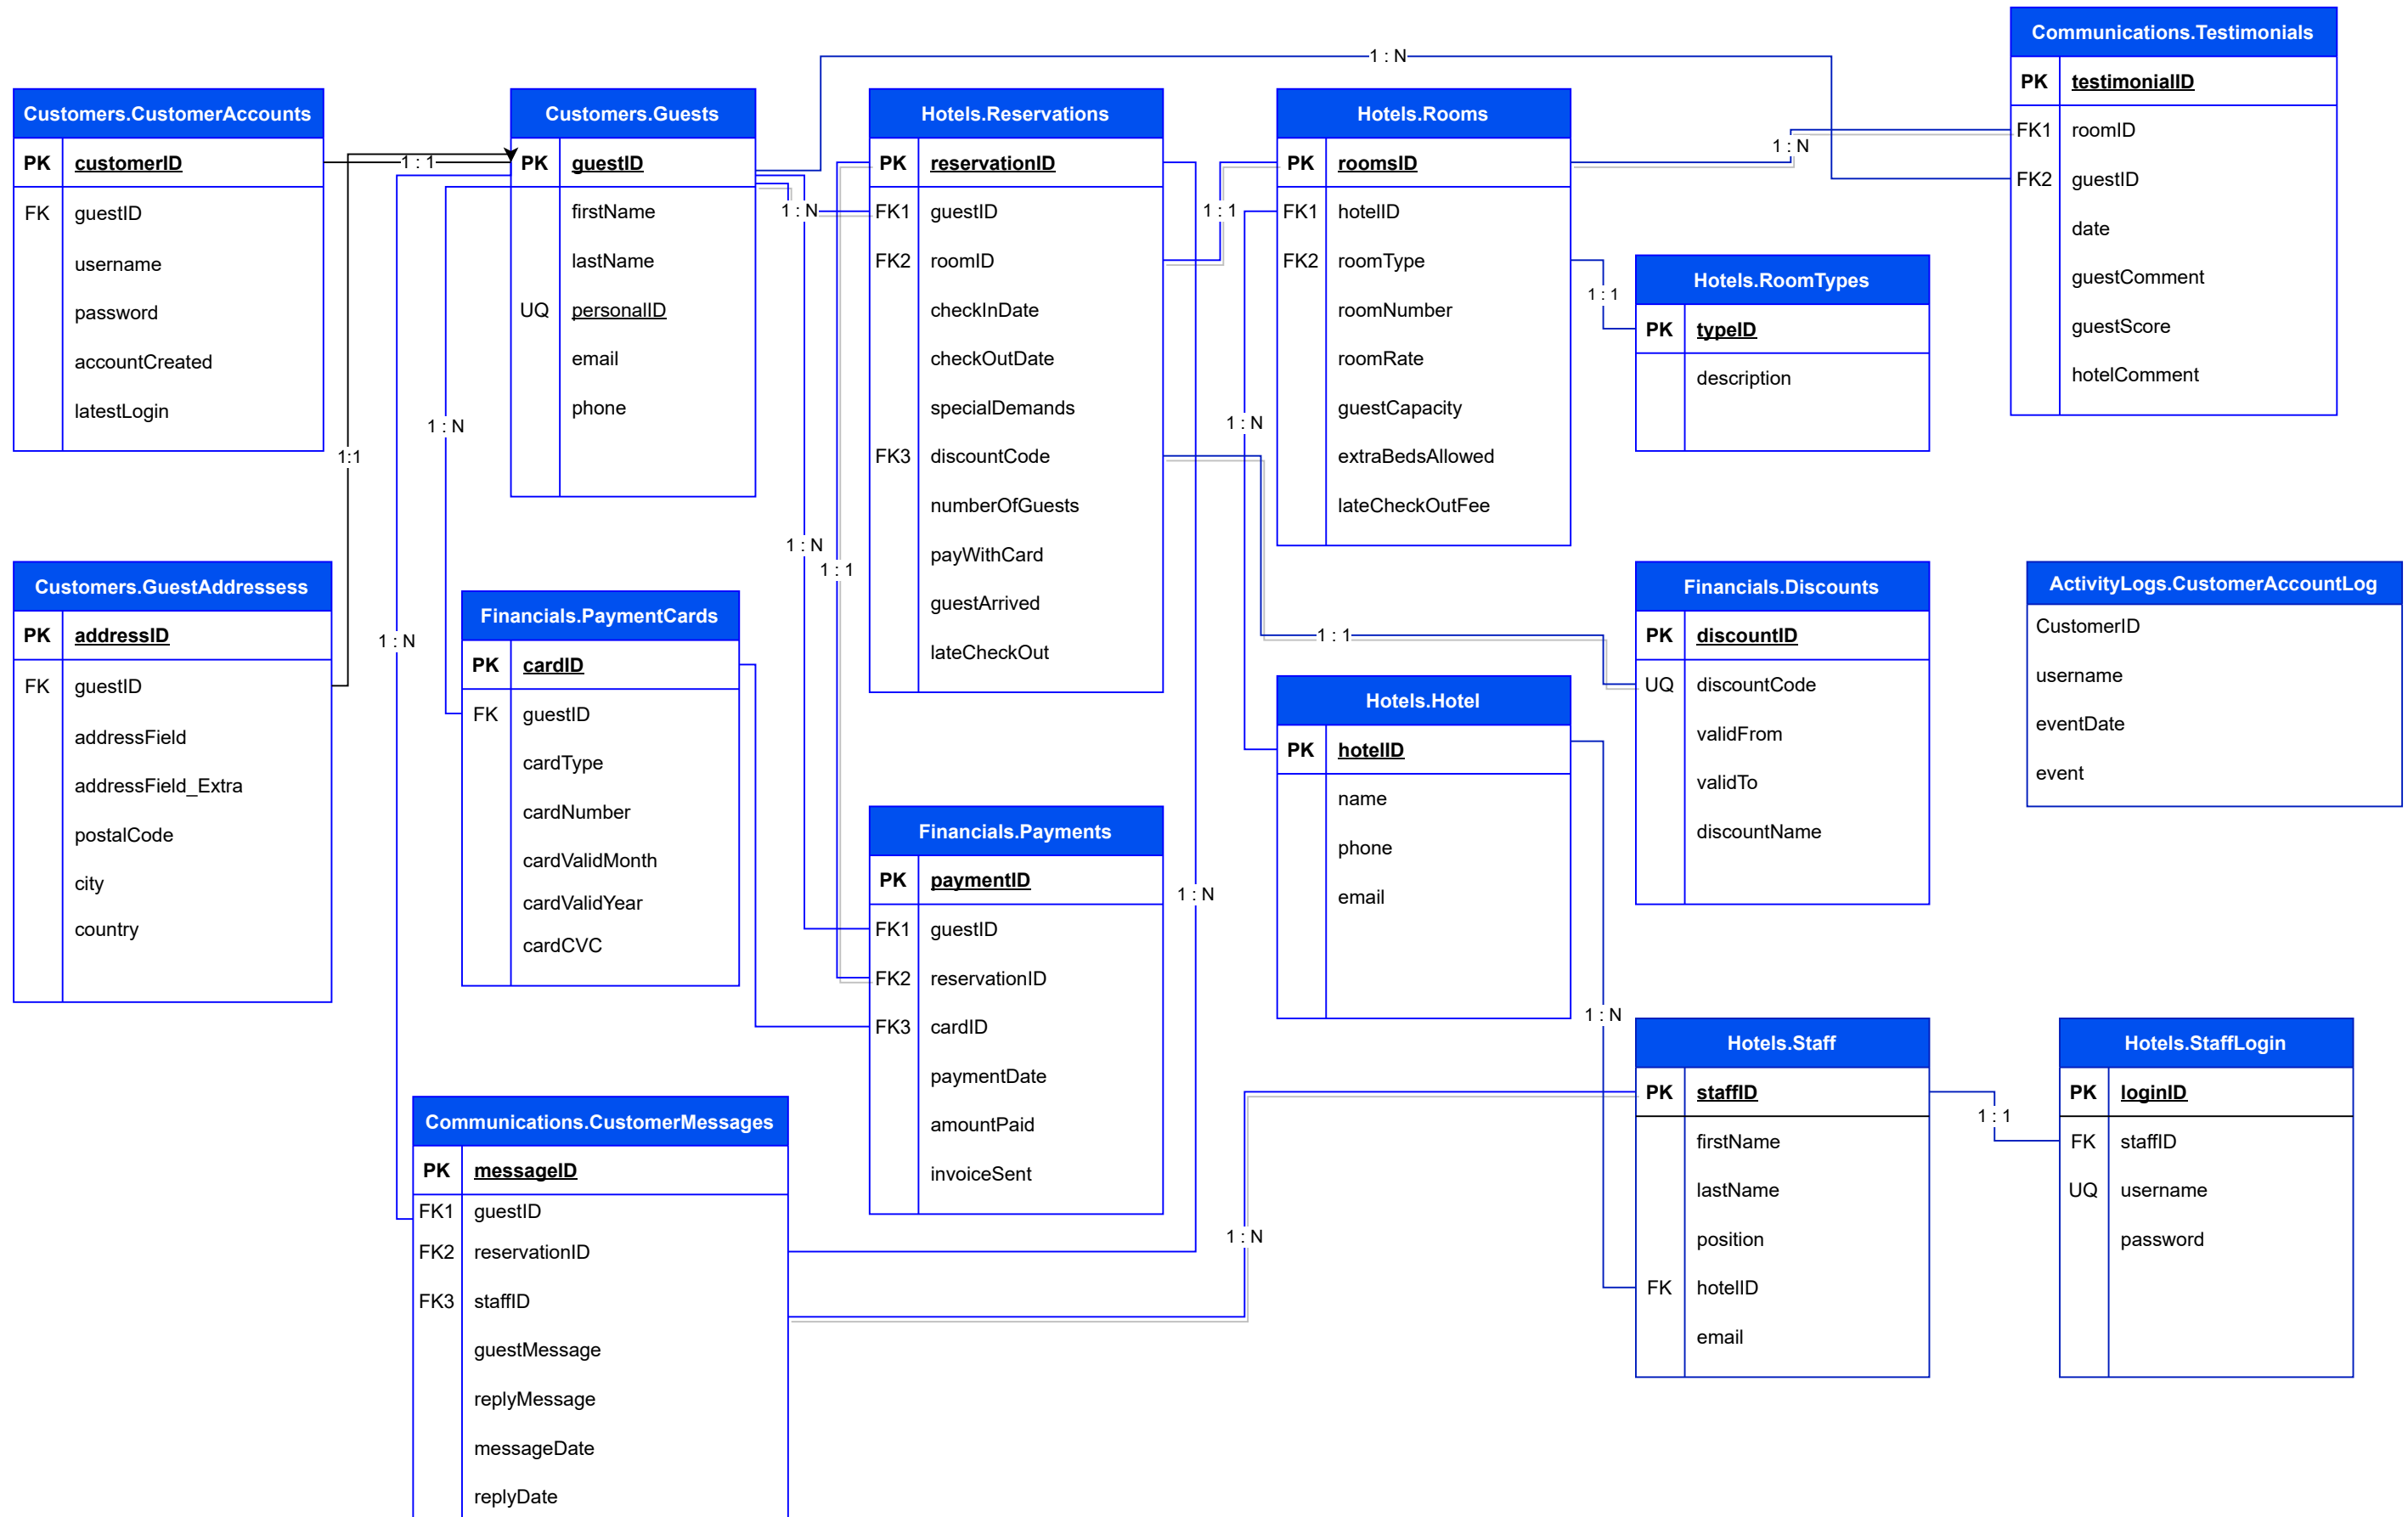 Communications.Testimonials
PK testimonialID
FK1 roomID
FK2 guestID
date
guestComment
guestScore
hotelComment
1 : N
Customers.CustomerAccounts
PK customerID
FK guestID
username
password
accountCreated
latestLogin
1 : 1
Customers.Guests
PK guestID
firstName
lastName
UQ personalID
email
phone
1 : N
Hotels.Reservations
PK reservationID
FK1 guestID
FK2 roomID
checkInDate
checkOutDate
specialDemands
FK3 discountCode
numberOfGuests
payWithCard
guestArrived
lateCheckOut
1 : 1
Hotels.Rooms
PK roomsID
FK1 hotelID
FK2 roomType
roomNumber
roomRate
guestCapacity
extraBedsAllowed
lateCheckOutFee
1 : N
1 : 1
Hotels.RoomTypes
PK typeID
description
1 : N
1 : N
1:1
Customers.GuestAddressess
PK addressID
FK guestID
addressField
addressField_Extra
postalCode
city
country
1 : N
Financials.PaymentCards
PK cardID
FK guestID
cardType
cardNumber
cardValidMonth
cardValidYear
cardCVC
1 : N
1 : 1
1 : 1
Financials.Discounts
PK discountID
UQ discountCode
validFrom
validTo
discountName
ActivityLogs.CustomerAccountLog
CustomerID
username
eventDate
event
Hotels.Hotel
PK hotelID
name
phone
email
Financials.Payments
PK paymentID
FK1 guestID
FK2 reservationID
FK3 cardID
paymentDate
amountPaid
invoiceSent
1 : N
1 : N
Hotels.Staff
PK staffID
firstName
lastName
position
FK hotelID
email
1 : 1
Hotels.StaffLogin
PK loginID
FK staffID
UQ username
password
1 : N
Communications.CustomerMessages
PK messageID
FK1 guestID
FK2 reservationID
FK3 staffID
guestMessage
replyMessage
messageDate
replyDate